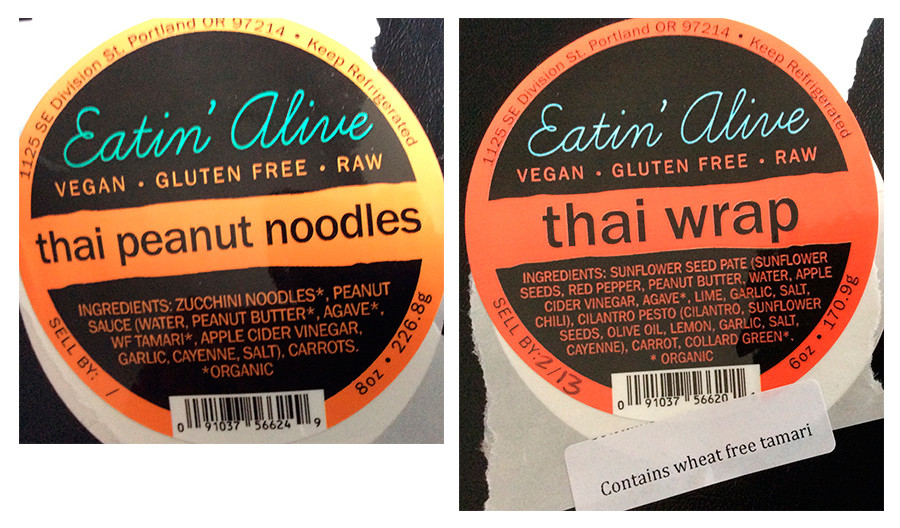 1125 SE Division St. Portland OR 97214 • Keep Refrigerated
Eatin' Alive
VEGAN • GLUTEN FREE • RAW
thai peanut noodles
INGREDIENTS: ZUCCHINI NOODLES*, PEANUT
SAUCE (WATER, PEANUT BUTTER*, AGAVE*,
WF TAMARI*, APPLE CIDER VINEGAR,
GARLIC, CAYENNE, SALT), CARROTS.
*ORGANIC
SELL BY: /
8oz • 226.8g
0 91037 56624 9
1125 SE Division St. Portland OR 97214 • Keep Refrigerated
Eatin' Alive
VEGAN • GLUTEN FREE • RAW
thai wrap
INGREDIENTS: SUNFLOWER SEED PATE (SUNFLOWER
SEEDS, RED PEPPER, PEANUT BUTTER, WATER, APPLE
CIDER VINEGAR, AGAVE*, LIME, GARLIC, SALT,
CHILI), CILANTRO PESTO (CILANTRO, SUNFLOWER
SEEDS, OLIVE OIL, LEMON, GARLIC, SALT,
CAYENNE), CARROT, COLLARD GREEN*.
* ORGANIC
SELL BY: 2/13
6oz • 170.9g
0 91037 56620
Contains wheat free tamari